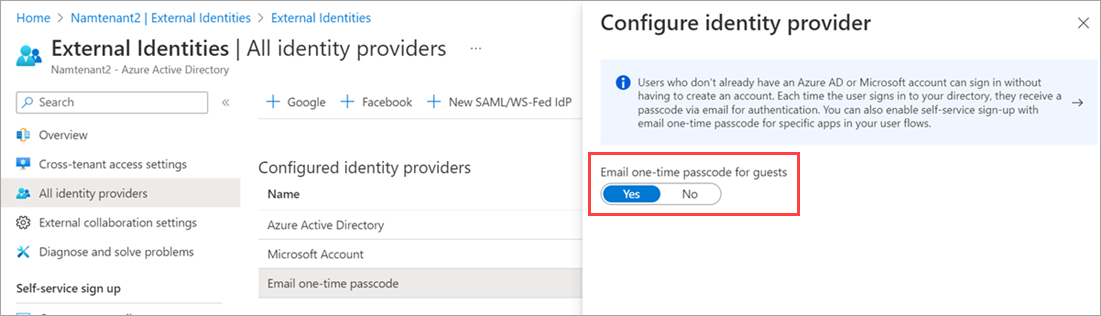 Home > Namtenant2 | External Identities > External Identities
External Identities | All identity providers ...
Namtenant2 - Azure Active Directory
Search
«
+ Google + Facebook + New SAML/WS-Fed IdP
Overview
Cross-tenant access settings
All identity providers
External collaboration settings
Diagnose and solve problems
Self-service sign up
Configured identity providers
Name
Azure Active Directory
Microsoft Account
Email one-time passcode
Configure identity provider
Users who don't already have an Azure AD or Microsoft account can sign in without
having to create an account. Each time the user signs in to your directory, they receive a
passcode via email for authentication. You can also enable self-service sign-up with
email one-time passcode for specific apps in your user flows.
Email one-time passcode for guests
Yes No